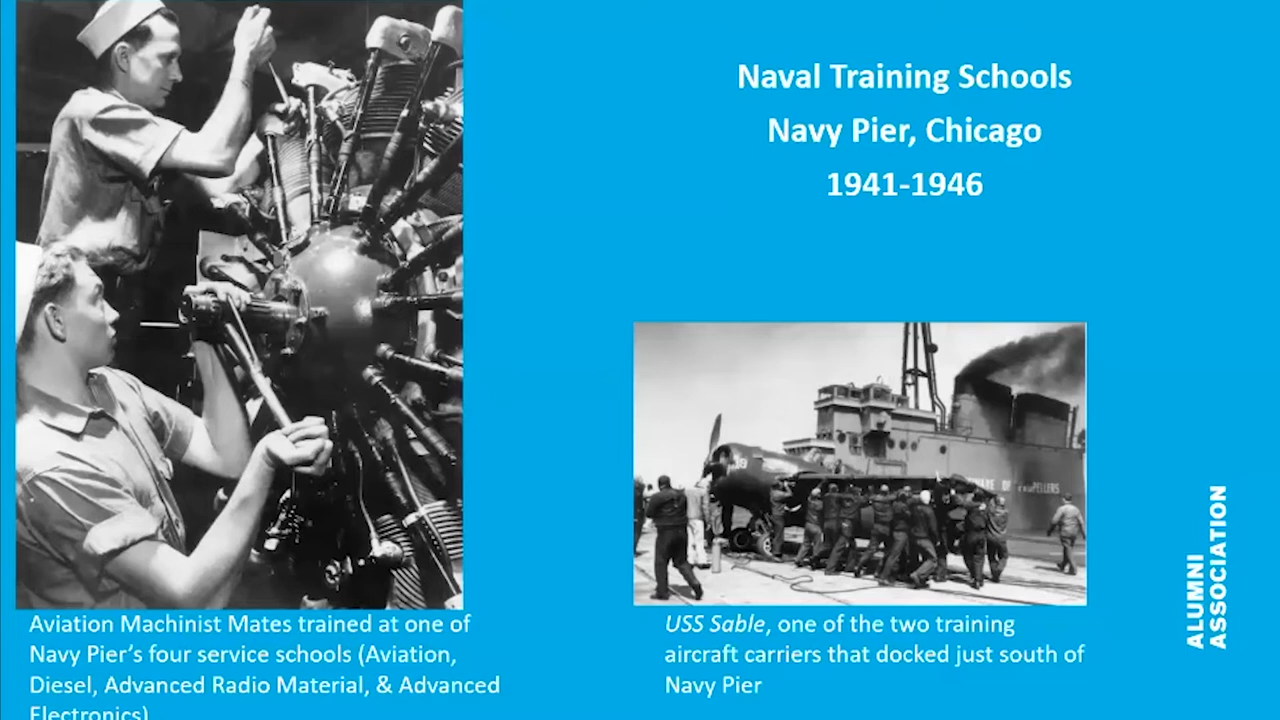 Naval Training Schools
Navy Pier, Chicago
1941-1946
Aviation Machinist Mates trained at one of
Navy Pier’s four service schools (Aviation,
Diesel, Advanced Radio Material, & Advanced
Electronics)
USS Sable, one of the two training
aircraft carriers that docked just south of
Navy Pier
ALUMNI
ASSOCIATION